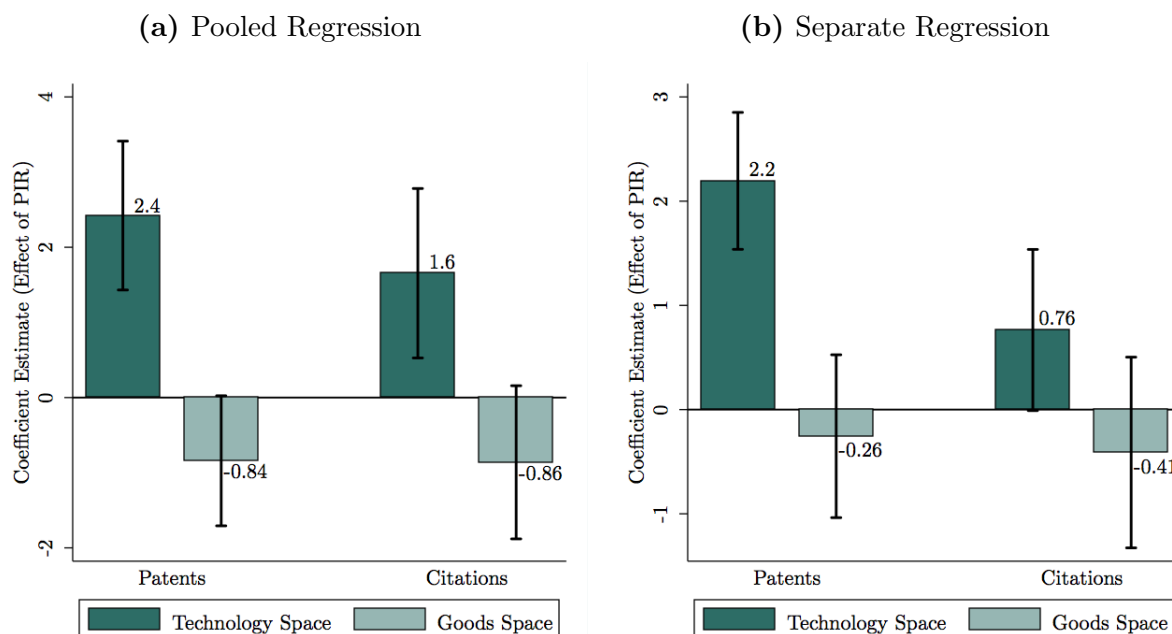 (a) Pooled Regression
Coefficient Estimate (Effect of PIR)
4
2
0
-2
2.4
-0.84
1.6
-0.86
Patents
Citations
Technology Space
Goods Space
(b) Separate Regression
Coefficient Estimate (Effect of PIR)
3
2
1
0
-1
2.2
-0.26
0.76
-0.41
Patents
Citations
Technology Space
Goods Space